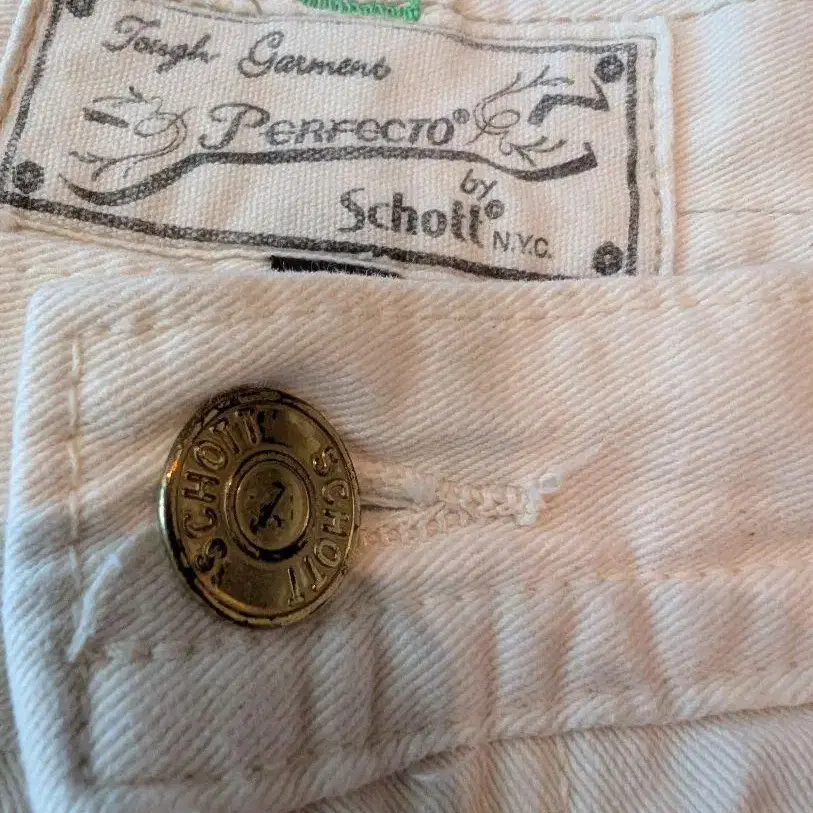 Tough Garment
PERFECTO®
by
Schott®
N.Y.C.
SCHOTT SCHOTT